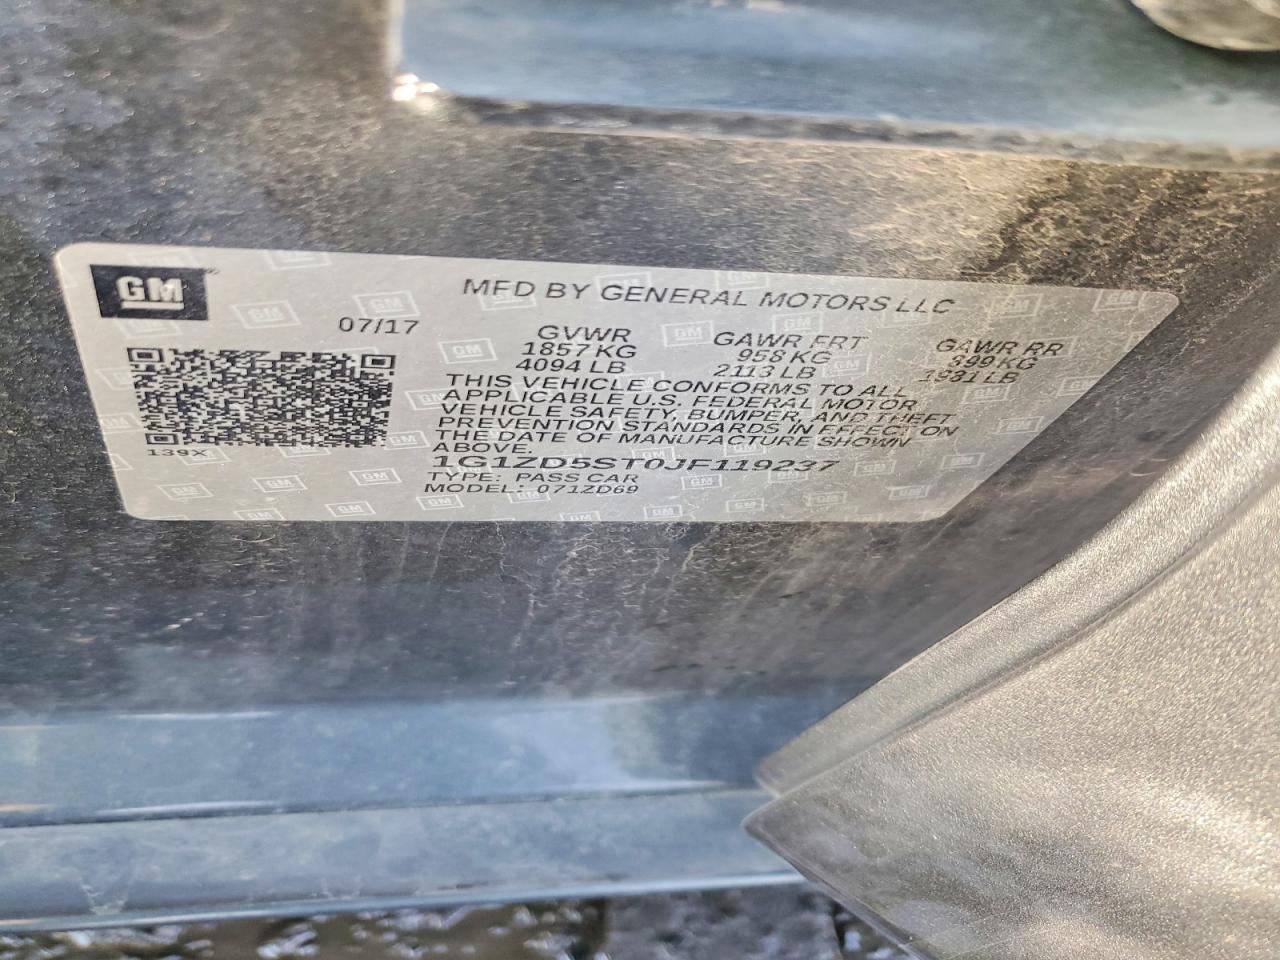 GM
MFD BY GENERAL MOTORS LLC
07/17
GVWR GAWR FRT GAWR RR
1857 KG 958 KG 899 KG
4094 LB 2113 LB 1981 LB
THIS VEHICLE CONFORMS TO ALL
APPLICABLE U.S. FEDERAL MOTOR
VEHICLE SAFETY, BUMPER, AND THEFT
PREVENTION STANDARDS IN EFFECT ON
THE DATE OF MANUFACTURE SHOWN
ABOVE.
139X
1G1ZD5ST0JF119237
TYPE: PASS CAR
MODEL: 071ZD69